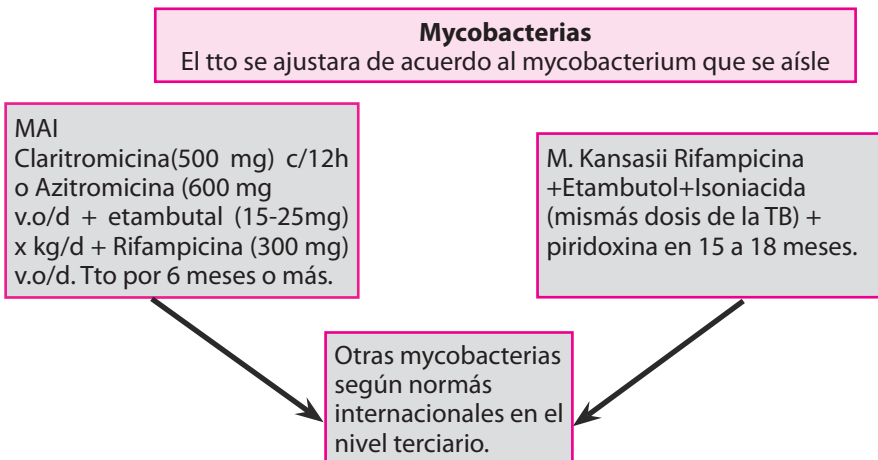 Mycobacterias
El tto se ajustara de acuerdo al mycobacterium que se aísle
MAI
Claritromicina(500 mg) c/12h
o Azitromicina (600 mg
v.o/d + etambutal (15-25mg)
x kg/d + Rifampicina (300 mg)
v.o/d. Tto por 6 meses o más.
M. Kansasii Rifampicina
+Etambutol+Isoniacida
(mismás dosis de la TB) +
piridoxina en 15 a 18 meses.
Otras mycobacterias
según normás
internacionales en el
nivel terciario.